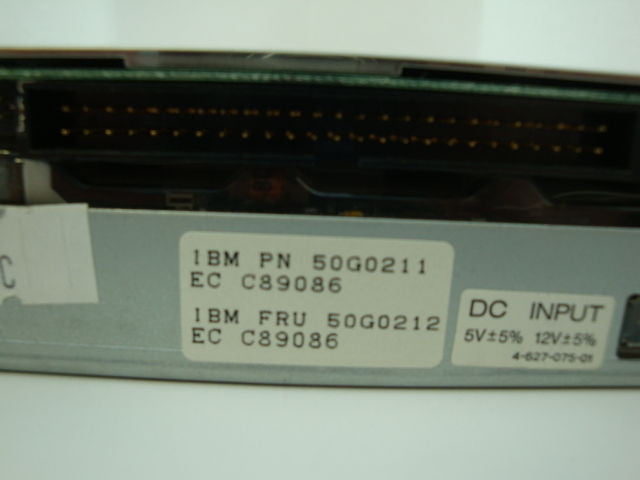 C
IBM PN 50G0211
EC C89086
IBM FRU 50G0212
EC C89086
DC INPUT
5V±5% 12V±5%
4-627-075-01